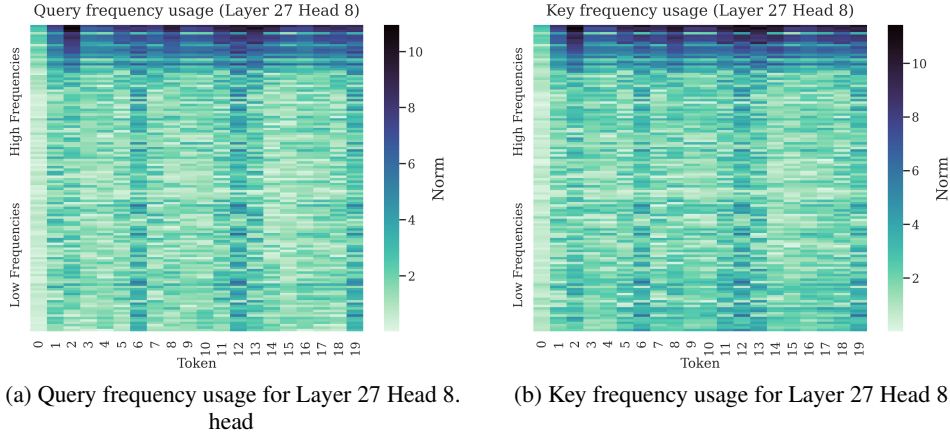 Query frequency usage (Layer 27 Head 8)
High Frequencies
Low Frequencies
0 1 2 3 4 5 6 7 8 9 10 11 12 13 14 15 16 17 18 19
Token
10
8
6
4
2
Norm
(a) Query frequency usage for Layer 27 Head 8.
head
Key frequency usage (Layer 27 Head 8)
High Frequencies
Low Frequencies
0 1 2 3 4 5 6 7 8 9 10 11 12 13 14 15 16 17 18 19
Token
10
8
6
4
2
Norm
(b) Key frequency usage for Layer 27 Head 8